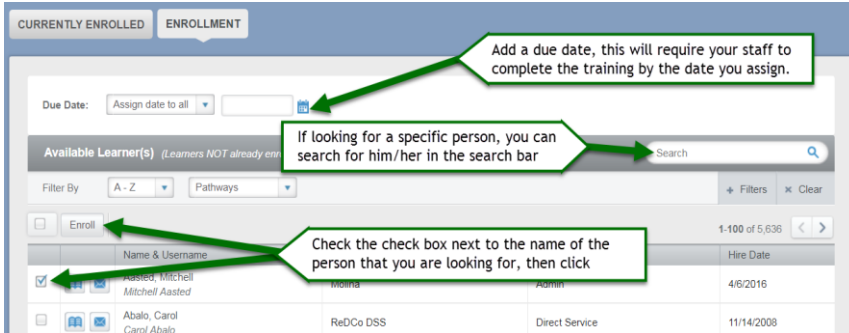 CURRENTLY ENROLLED ENROLLMENT
Add a due date, this will require your staff to
complete the training by the date you assign.
Due Date: Assign date to all
If looking for a specific person, you can
search for him/her in the search bar
Available Learner(s) (Learners NOT already
Search
Filter By A - Z Pathways + Filters × Clear
Enroll 1-100 of 5,636 < >
Check the check box next to the name of the
person that you are looking for, then click
Name & Username Hire Date
Aasted, Mitchell Molina Admin 4/6/2016
Mitchell Aasted
Abalo, Carol ReDCo DSS Direct Service 11/14/2008
Carol Abalo